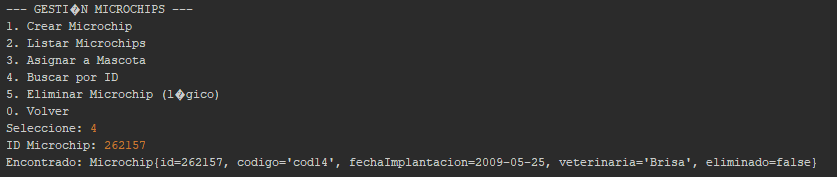 --- GESTI�N MICROCHIPS ---
1. Crear Microchip
2. Listar Microchips
3. Asignar a Mascota
4. Buscar por ID
5. Eliminar Microchip (l�gico)
0. Volver
Seleccione: 4
ID Microchip: 262157
Encontrado: Microchip{id=262157, codigo='cod14', fechaImplantacion=2009-05-25, veterinaria='Brisa', eliminado=false}